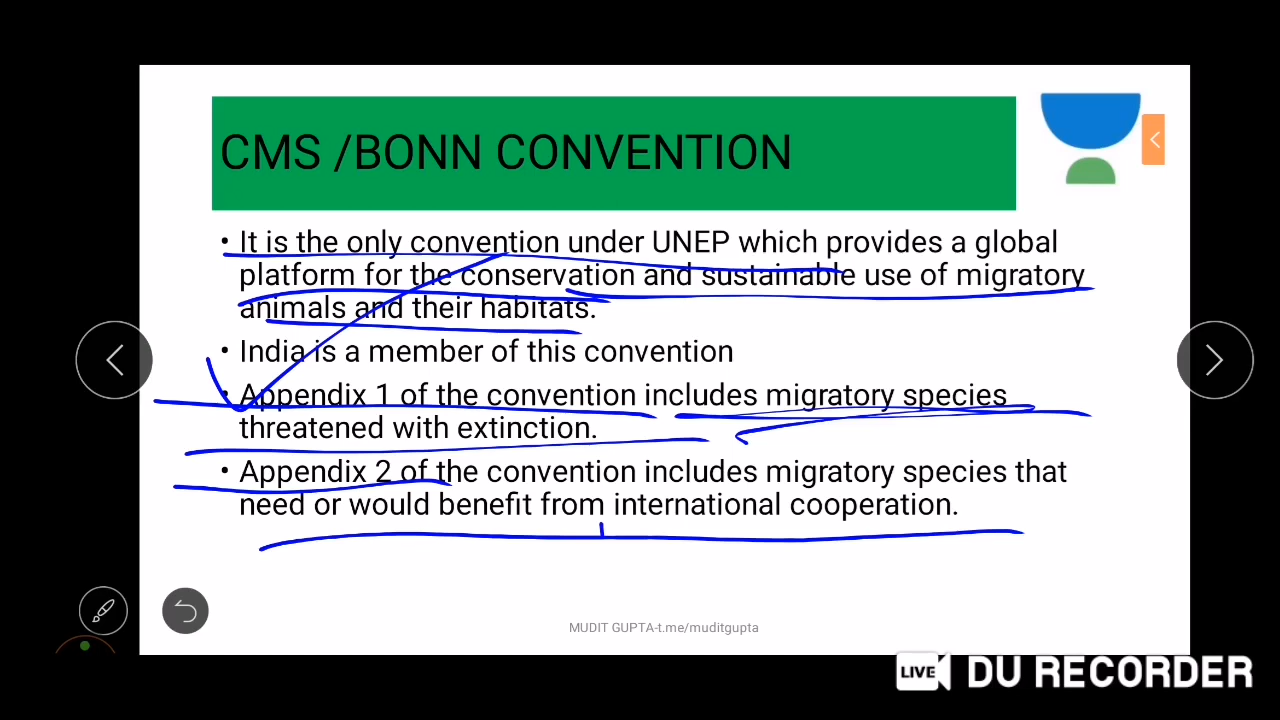 CMS /BONN CONVENTION
• It is the only convention under UNEP which provides a global
platform for the conservation and sustainable use of migratory
animals and their habitats.
• India is a member of this convention
• Appendix 1 of the convention includes migratory species
threatened with extinction.
• Appendix 2 of the convention includes migratory species that
need or would benefit from international cooperation.
MUDIT GUPTA-t.me/muditgupta
LIVE DU RECORDER